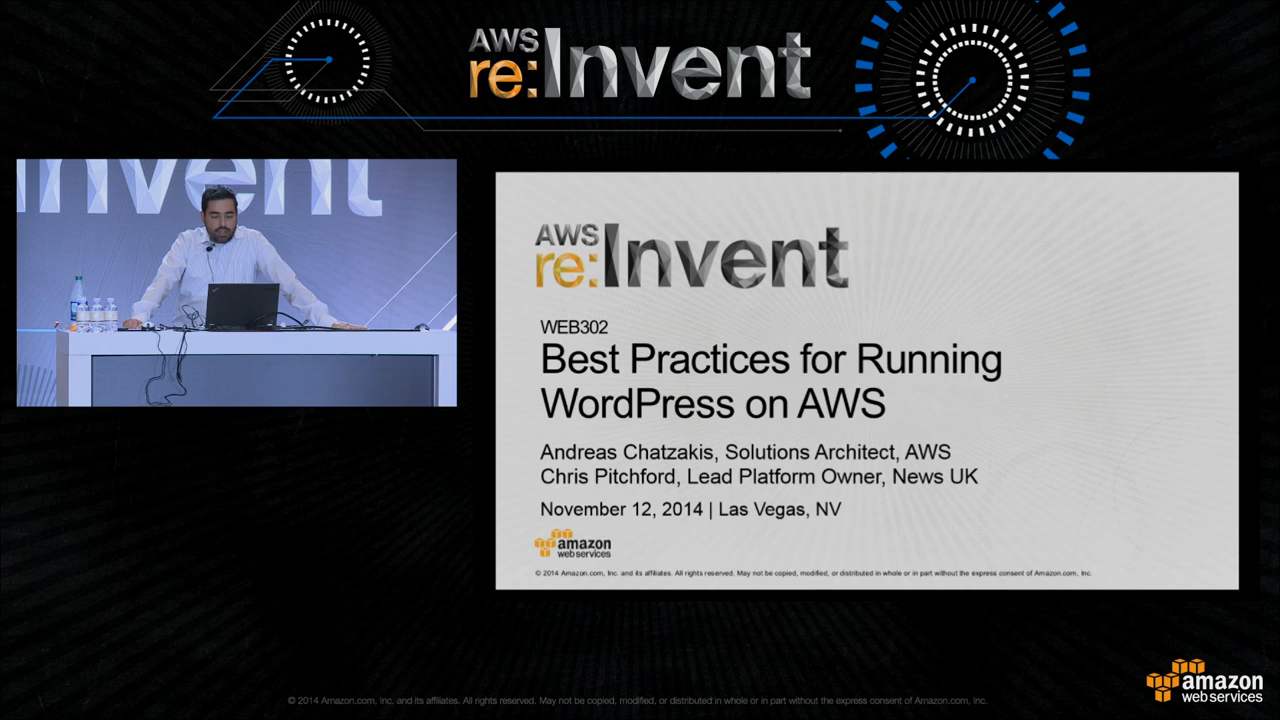 AWS
re:Invent
Invent
AWS
re:Invent
WEB302
Best Practices for Running
WordPress on AWS
Andreas Chatzakis, Solutions Architect, AWS
Chris Pitchford, Lead Platform Owner, News UK
November 12, 2014 | Las Vegas, NV
amazon
web services
© 2014 Amazon.com, Inc. and its affiliates. All rights reserved. May not be copied, modified, or distributed in whole or in part without the express consent of Amazon.com, Inc.
amazon
web services
© 2014 Amazon.com, Inc. and its affiliates. All rights reserved. May not be copied, modified, or distributed in whole or in part without the express consent of Amazon.com, Inc.